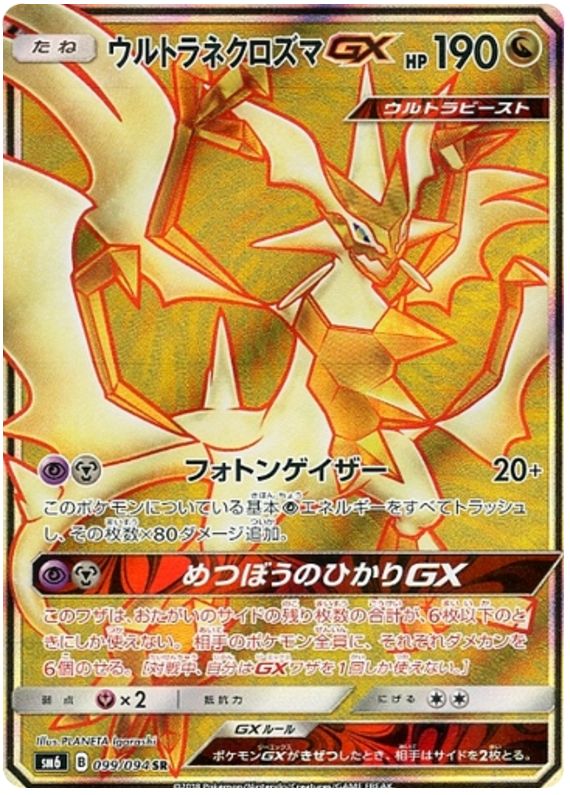 たね ウルトラネクロズマGX HP 190
ウルトラビースト
フォトンゲイザー 20+
このポケモンについている基本エネルギーをすべてトラッシュ
し、その枚数×80ダメージ追加。
めつぼうのひかりGX
このワザは、おたがいのサイドの残り枚数の合計が、6枚以下のと
きにしか使えない。相手のポケモン全員に、それぞれダメカンを
6個のせる。[対戦中、自分はGXワザを1回しか使えない。]
弱点 ×2 抵抗力 にげる
Illus. PLANETA Igarashi
GXルール
ポケモンGXがきぜつしたとき、相手はサイドを2枚とる。
sm6 B 099/094 SR
©2018 Pokémon/Nintendo/Creatures/GAME FREAK